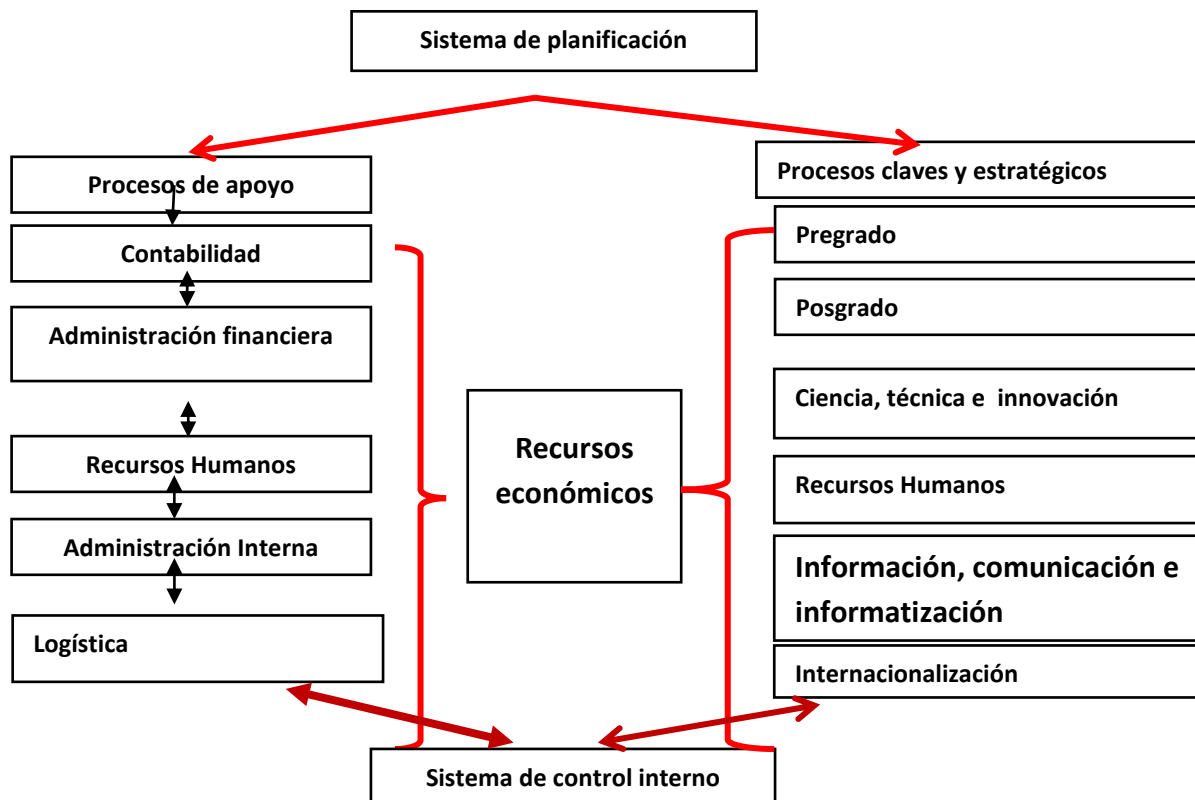 Sistema de planificación
Procesos de apoyo
Contabilidad
Administración financiera
Recursos Humanos
Administración Interna
Logística
Recursos
económicos
Procesos claves y estratégicos
Pregrado
Posgrado
Ciencia, técnica e  innovación
Recursos Humanos
Información, comunicación e
informatización
Internacionalización
Sistema de control interno